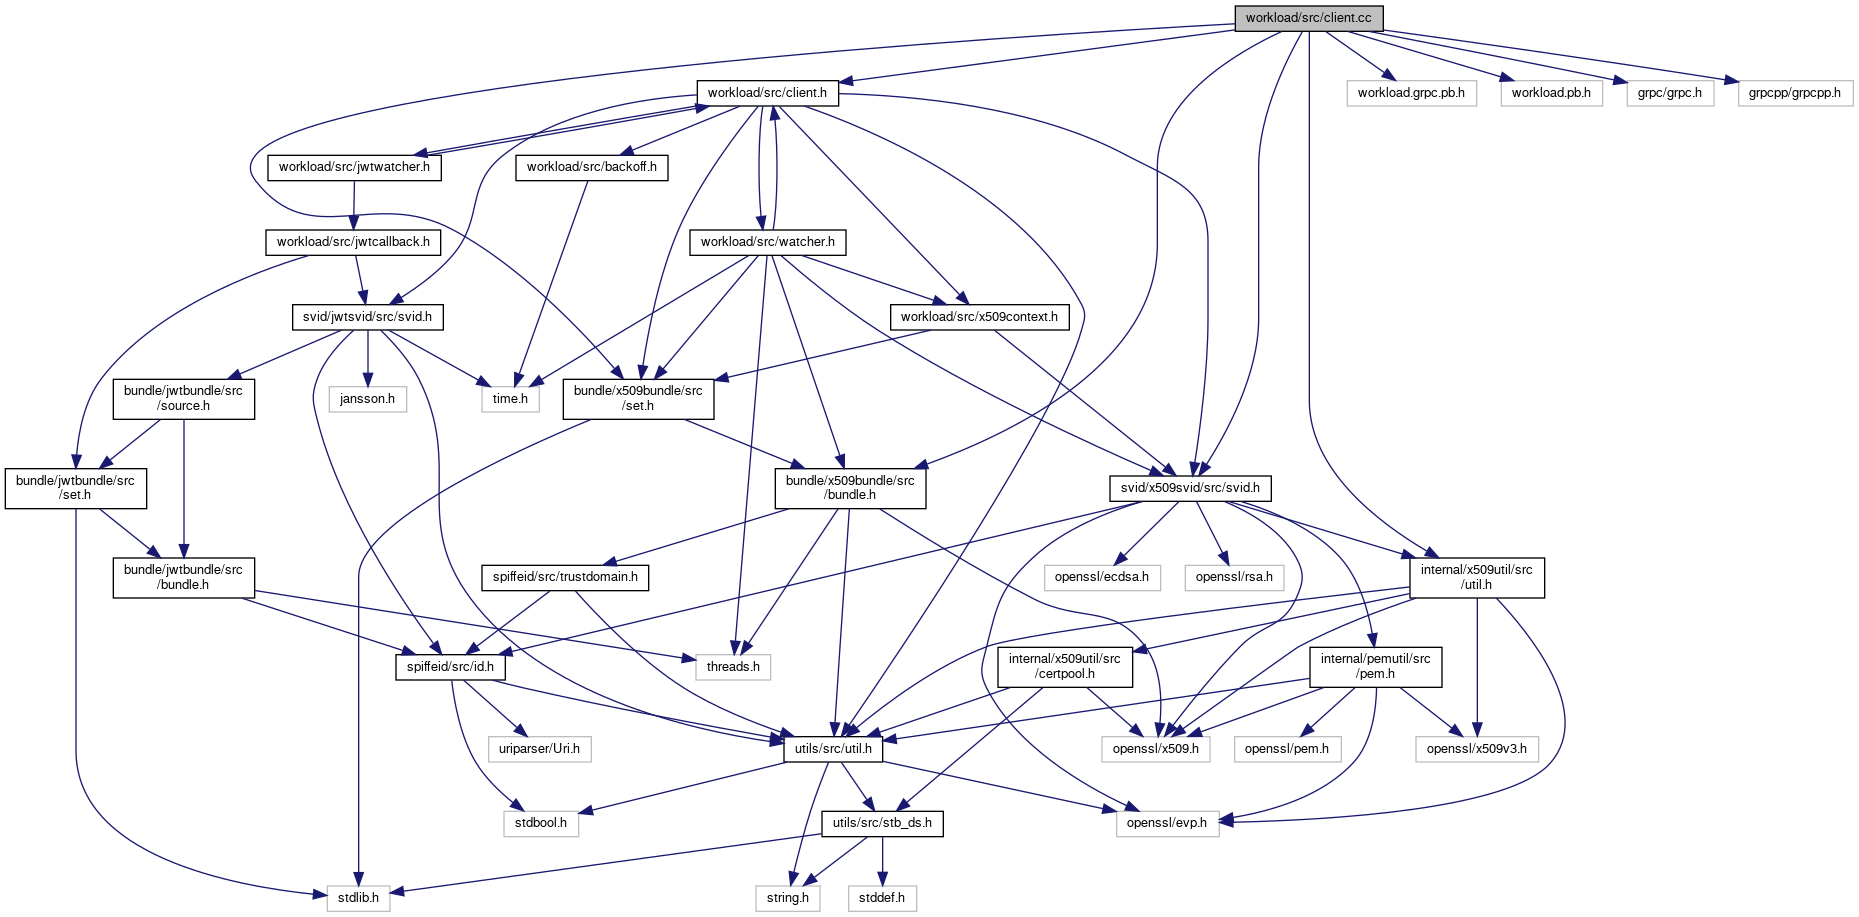 workload/src/client.cc
workload/src/client.h
workload.grpc.pb.h
workload.pb.h
grpc/grpc.h
grpcpp/grpcpp.h
workload/src/jwtwatcher.h
workload/src/backoff.h
workload/src/jwtcallback.h
workload/src/watcher.h
svid/jwtsvid/src/svid.h
workload/src/x509context.h
bundle/jwtbundle/src
/source.h
jansson.h
time.h
bundle/x509bundle/src
/set.h
bundle/jwtbundle/src
/set.h
bundle/x509bundle/src
/bundle.h
svid/x509svid/src/svid.h
bundle/jwtbundle/src
/bundle.h
spiffeid/src/trustdomain.h
openssl/ecdsa.h
openssl/rsa.h
internal/x509util/src
/util.h
spiffeid/src/id.h
threads.h
internal/x509util/src
/certpool.h
internal/pemutil/src
/pem.h
uriparser/Uri.h
utils/src/util.h
openssl/x509.h
openssl/pem.h
openssl/x509v3.h
stdbool.h
utils/src/stb_ds.h
openssl/evp.h
stdlib.h
string.h
stddef.h